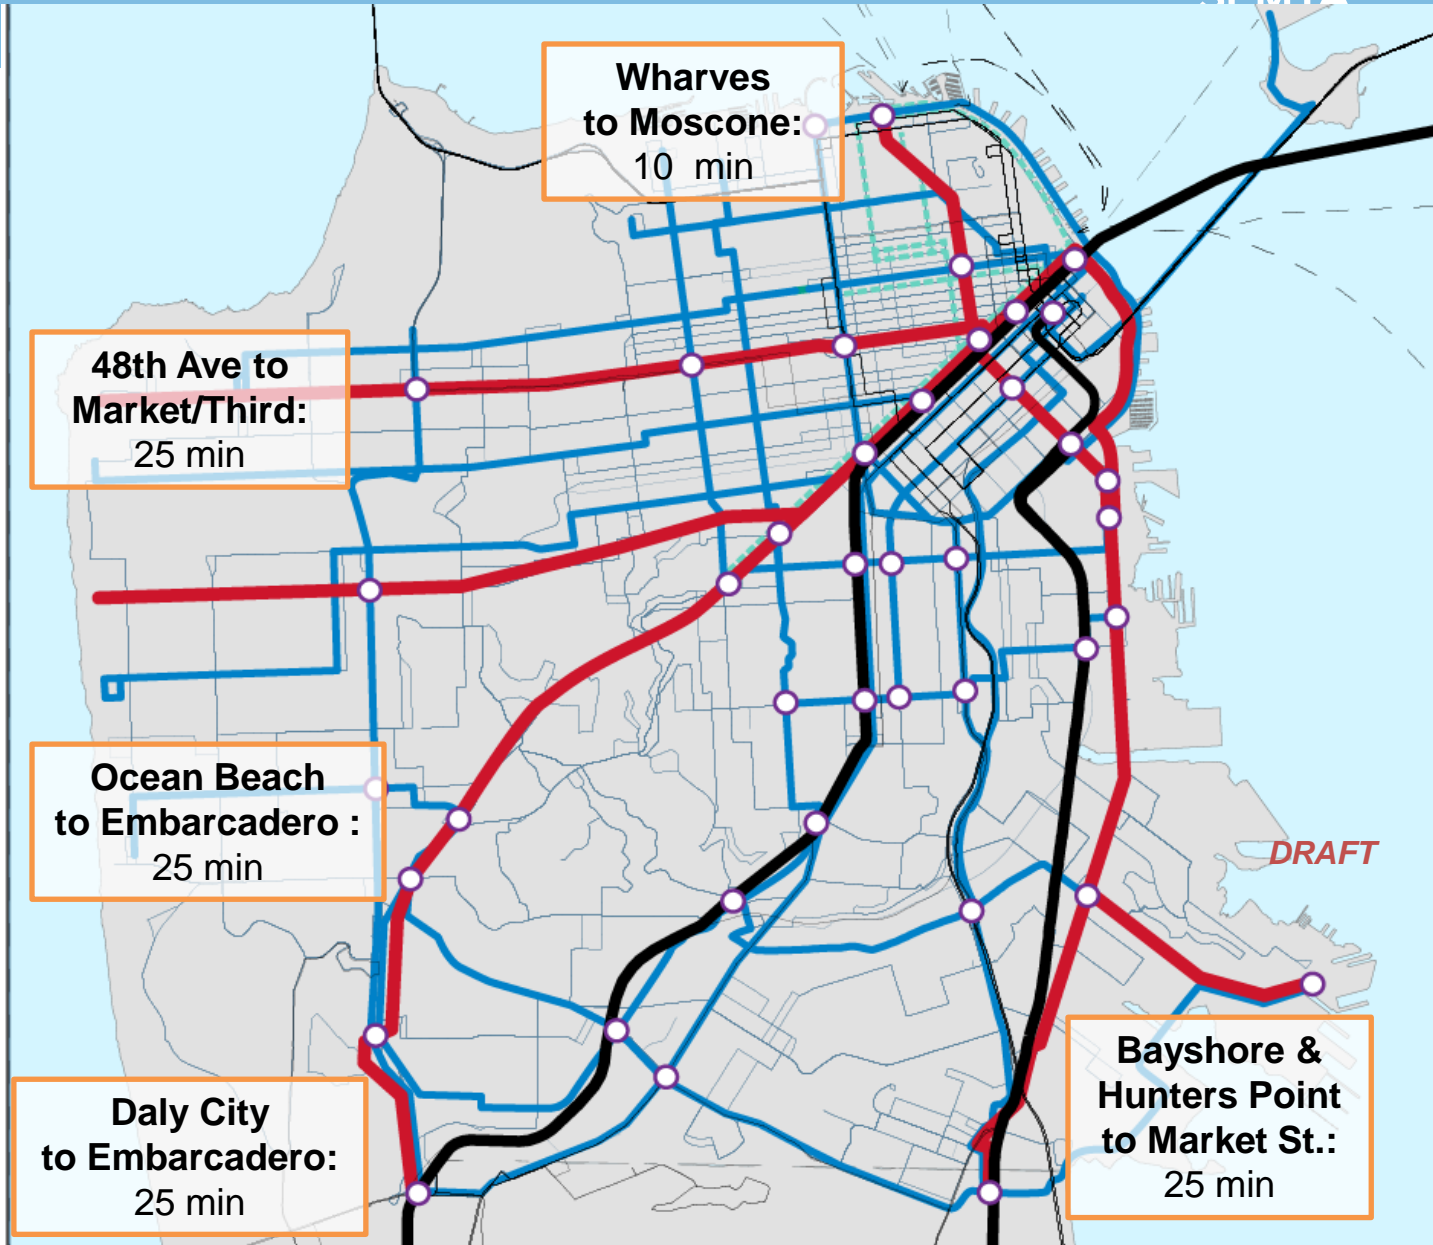 Wharves
to Moscone:
10 min
48th Ave to
Market/Third:
25 min
Ocean Beach
to Embarcadero :
25 min
DRAFT
Daly City
to Embarcadero:
25 min
Bayshore &
Hunters Point
to Market St.:
25 min